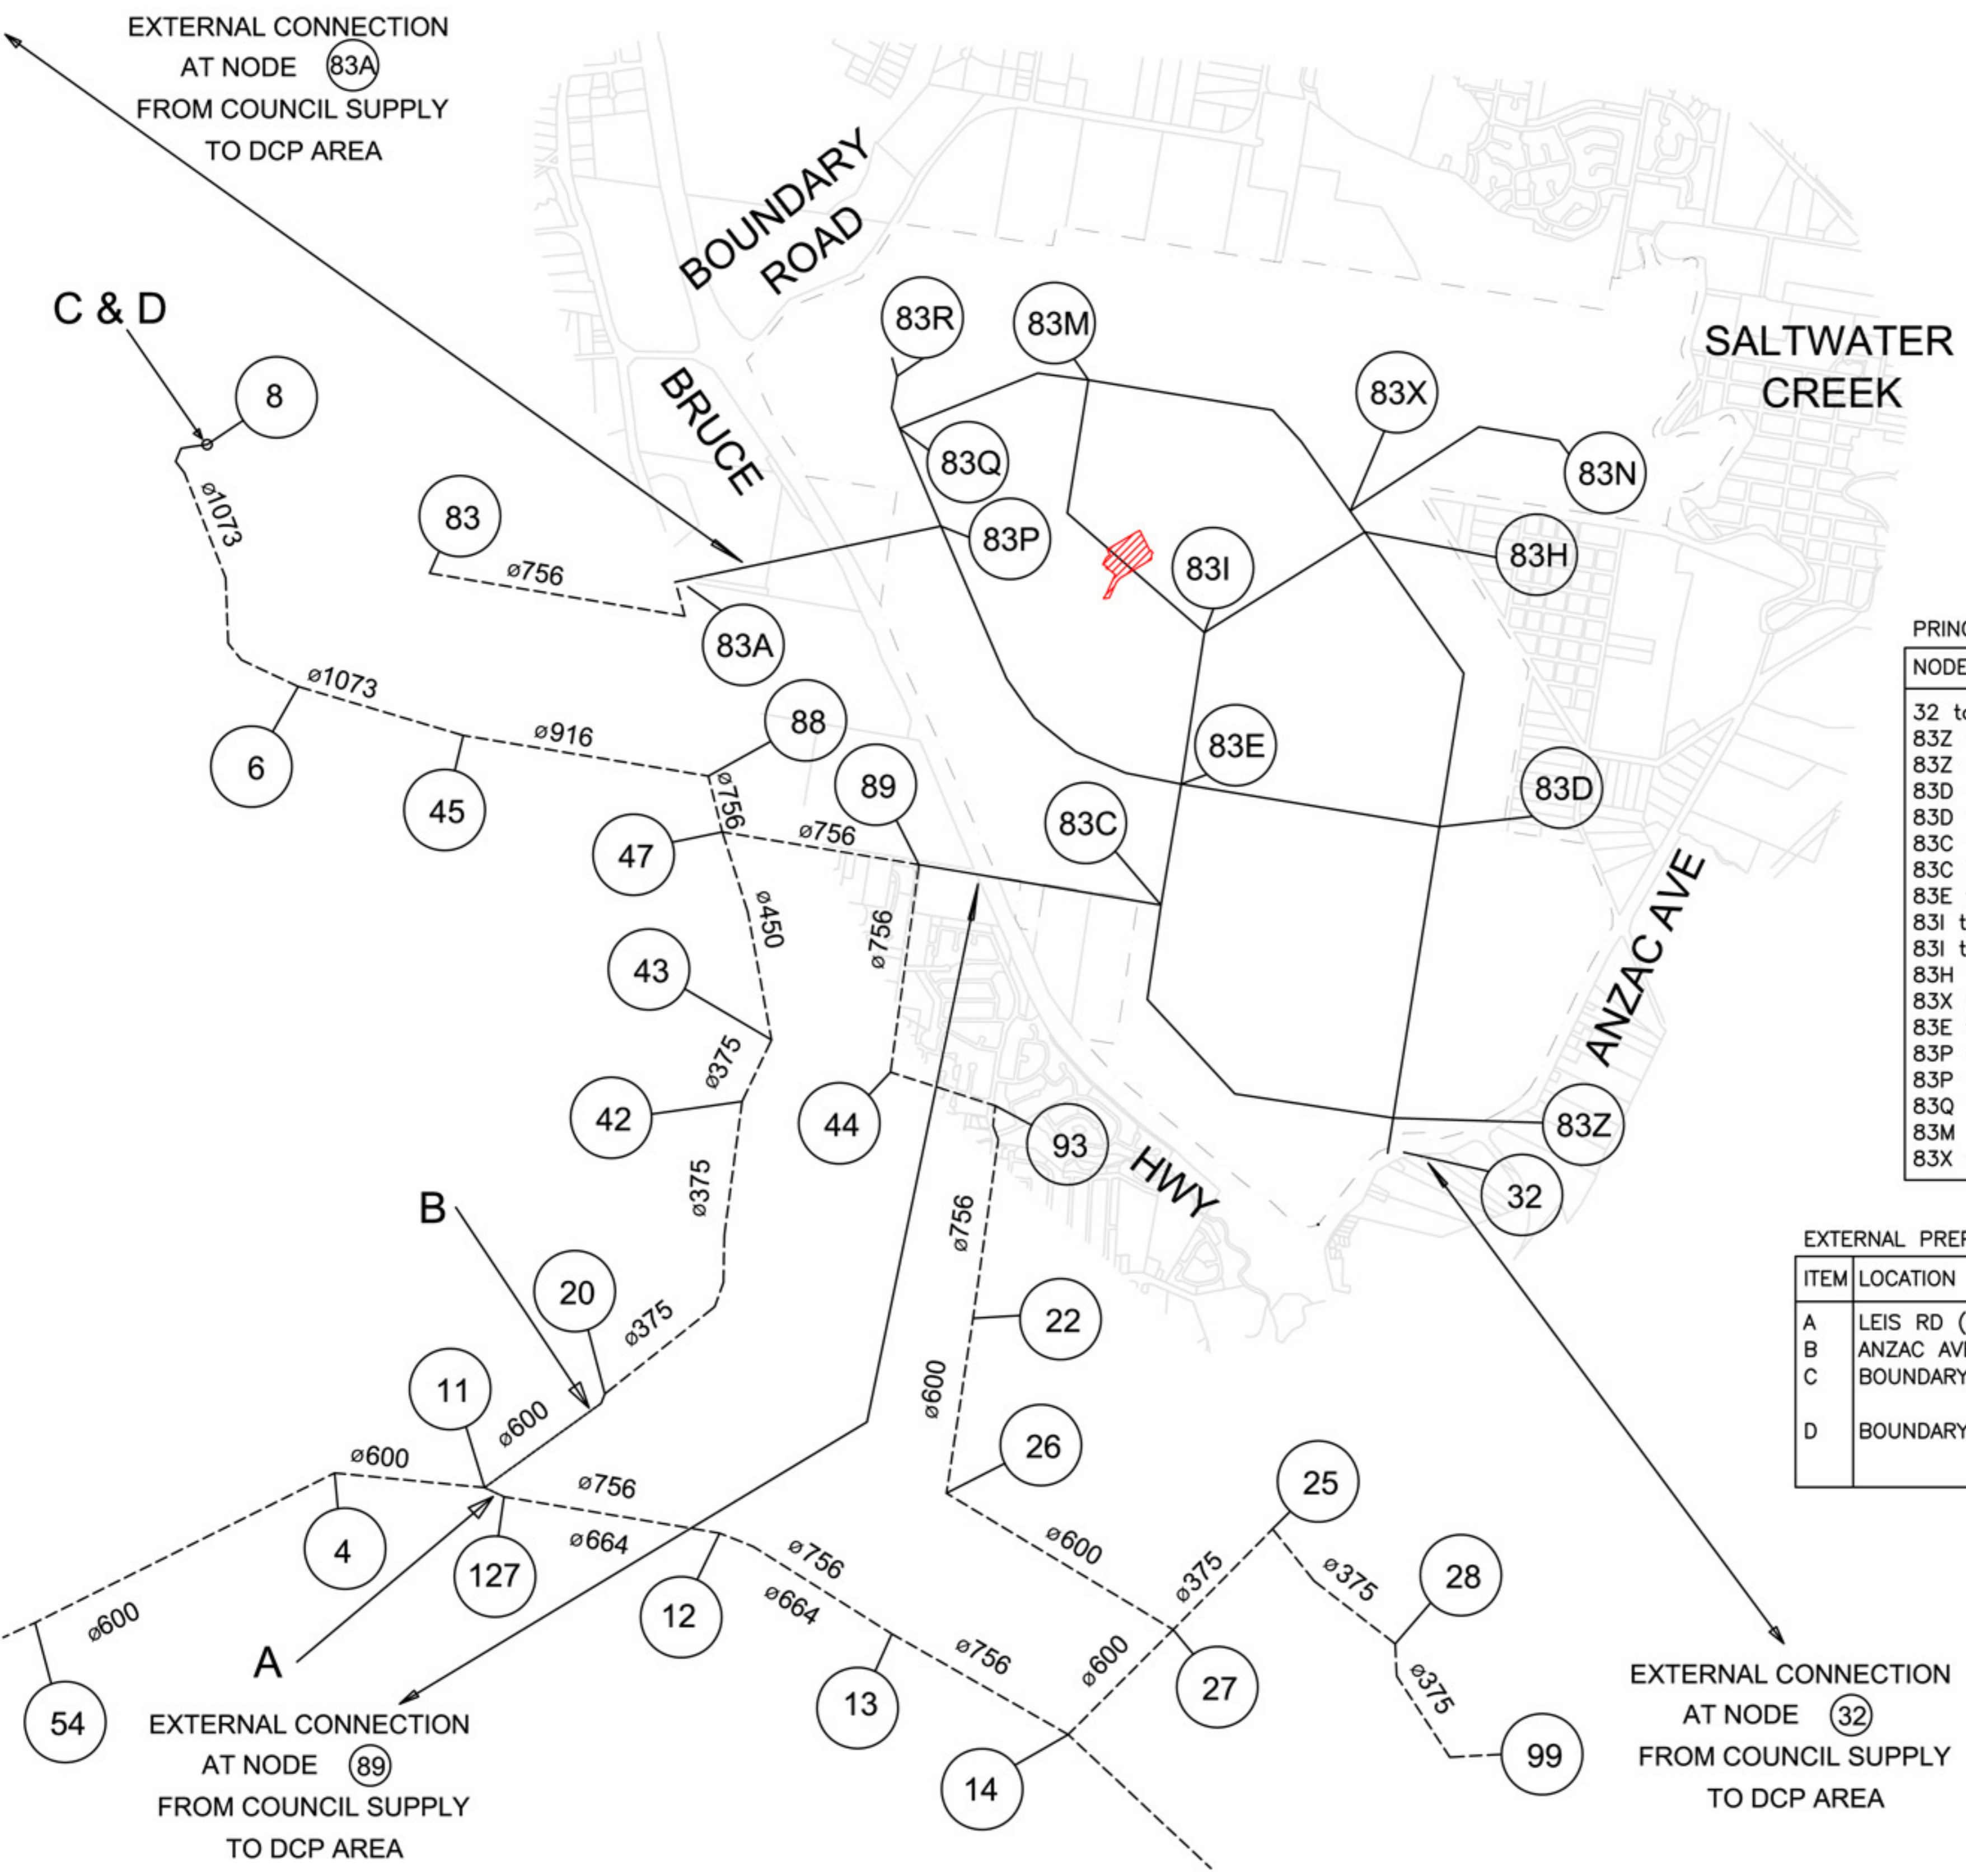 EXTERNAL CONNECTION
AT NODE 83A
FROM COUNCIL SUPPLY
TO DCP AREA
BOUNDARY
ROAD
C & D
8
BRUCE
83R
83M
SALTWATER
CREEK
83X
83Q
83N
83
ø1073
83P
83I
83H
ø756
83A
ø1073
ø916
88
6
45
83E
83D
89
83C
ø756
ø756
47
ø450
ø756
ANZAC AVE
43
ø375
42
44
93
HWY
83Z
32
ø375
ø756
B
20
22
ø375
11
ø600
ø600
26
25
ø600
ø756
4
127
ø664
ø600
ø375
ø375
28
12
ø756
ø664
ø600
54
A
13
ø756
ø600
27
ø375
14
99
EXTERNAL CONNECTION
AT NODE 89
FROM COUNCIL SUPPLY
TO DCP AREA
EXTERNAL CONNECTION
AT NODE 32
FROM COUNCIL SUPPLY
TO DCP AREA
NODE
32
83Z
83Z
83D
83D
83C
83C
83E
83I
83I
83H
83X
83E
83P
83P
83Q
83M
83X
EXTERNAL
ITEM LOCATION
A LEIS RD (
B ANZAC
C BOUNDARY
D BOUNDARY